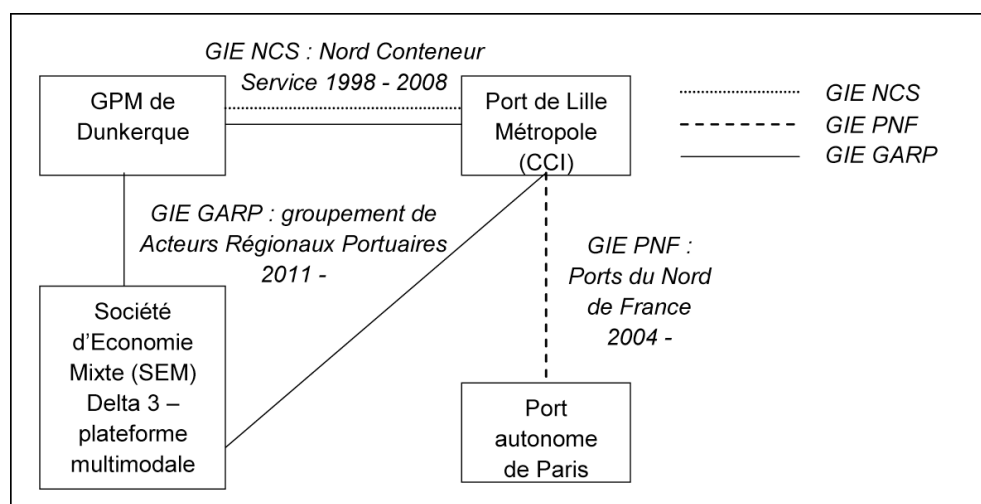 GIE NCS : Nord Conteneur
Service 1998 - 2008
GPM de
Dunkerque
Port de Lille
Métropole
(CCI)
GIE NCS
GIE PNF
GIE GARP
GIE GARP : groupement de
Acteurs Régionaux Portuaires
2011 -
GIE PNF :
Ports du Nord
de France
2004 -
Société
d’Economie
Mixte (SEM)
Delta 3 –
plateforme
multimodale
Port
autonome
de Paris